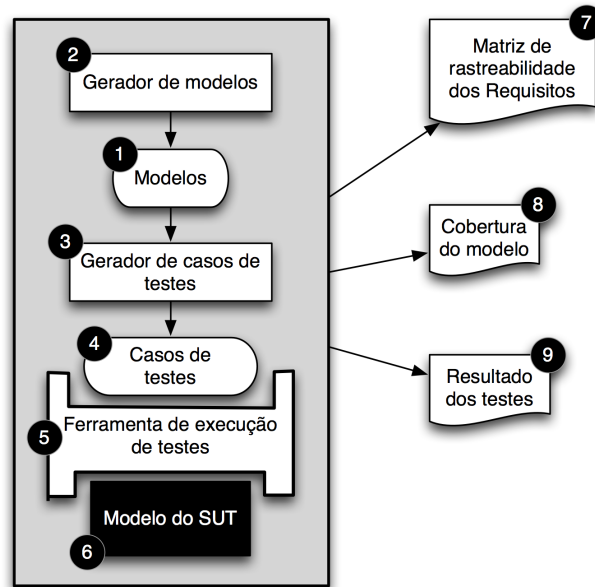 2
Gerador de modelos
1
Modelos
3
Gerador de casos de
testes
4
Casos de
testes
5
Ferramenta de execução
de testes
Modelo do SUT
6
7
Matriz de
rastreabilidade
dos Requisitos
8
Cobertura
do modelo
9
Resultado
dos testes